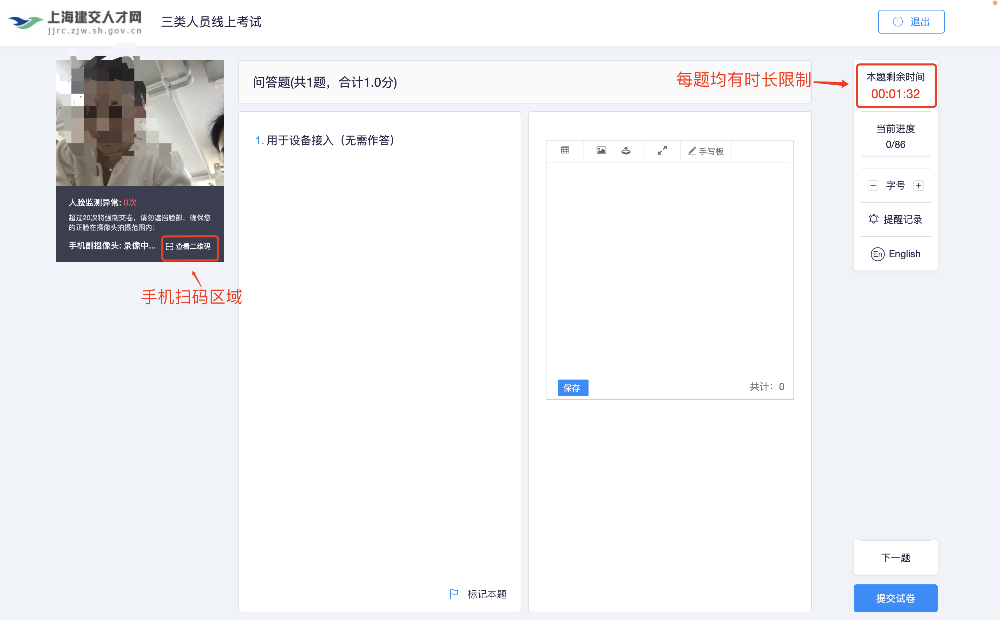 上海建交人才网
jjrc.zjw.sh.gov.cn
三类人员线上考试
退出
人脸监测异常: 0次
超过20次将强制交卷，请勿遮挡脸部，确保您
的正脸在摄像头拍摄范围内！
手机副摄像头: 录像中...
查看二维码
手机扫码区域
问答题(共1题，合计1.0分)
每题均有时长限制
1. 用于设备接入（无需作答）
标记本题
手写板
保存
共计：0
本题剩余时间
00:01:32
当前进度
0/86
字号
提醒记录
En English
下一题
提交试卷